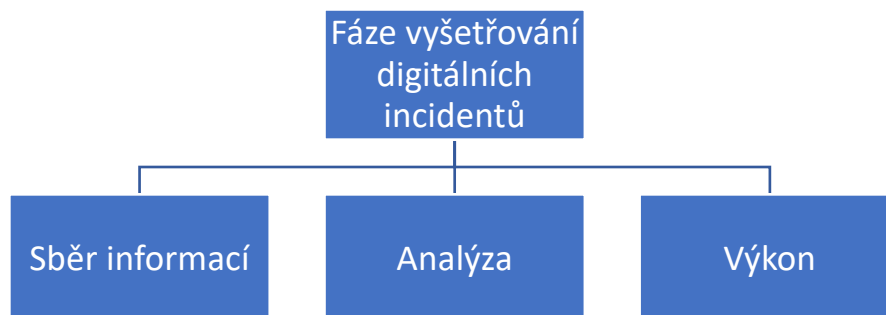 Fáze vyšetřování
digitálních
incidentů
Sběr informací
Analýza
Výkon